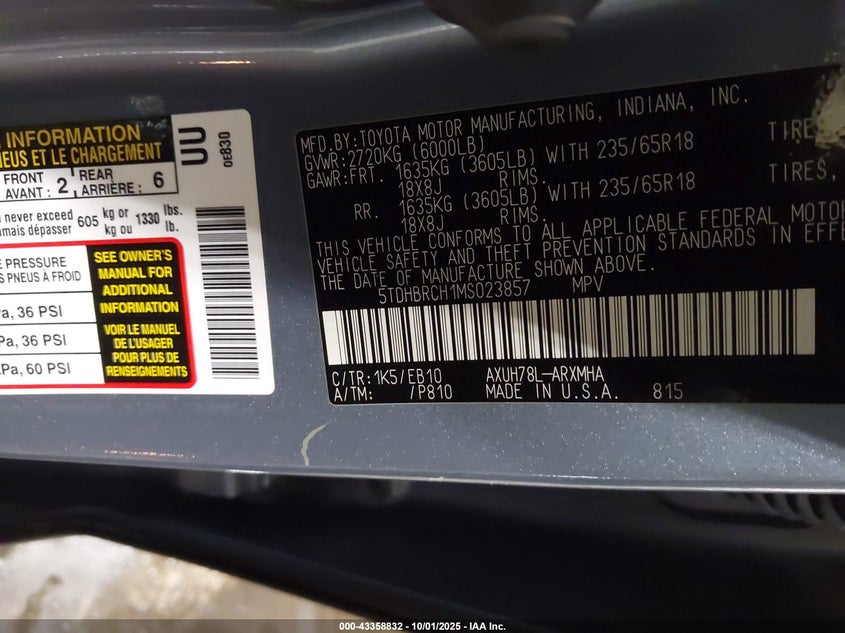 INFORMATION
NEUS ET LE CHARGEMENT
FRONT REAR
AVANT : 2 ARRIÈRE : 6
never exceed 605 kg or 1330 lbs.
amais dépasser kg ou lb.
UU
0E830
PRESSURE
S PNEUS À FROID
Pa, 36 PSI
Pa, 36 PSI
Pa, 60 PSI
SEE OWNER'S
MANUAL FOR
ADDITIONAL
INFORMATION
VOIR LE MANUEL
DE L'USAGER
POUR PLUS DE
RENSEIGNEMENTS
MFD.BY:TOYOTA MOTOR MANUFACTURING, INDIANA, INC.
GVWR:2720KG (6000LB)
GAWR:FRT. 1635KG (3605LB) WITH 235/65R18 TIRES
18X8J RIMS.
RR. 1635KG (3605LB) WITH 235/65R18 TIRES,
18X8J RIMS.
THIS VEHICLE CONFORMS TO ALL APPLICABLE FEDERAL MOTOR
VEHICLE SAFETY AND THEFT PREVENTION STANDARDS IN EFFE
THE DATE OF MANUFACTURE SHOWN ABOVE.
5TDHBRCH1MS023857 MPV
C/TR:1K5/EB10 AXUH78L-ARXMHA
A/TM: /P810 MADE IN U.S.A. 815
000-43358832 - 10/01/2025 - IAA Inc.